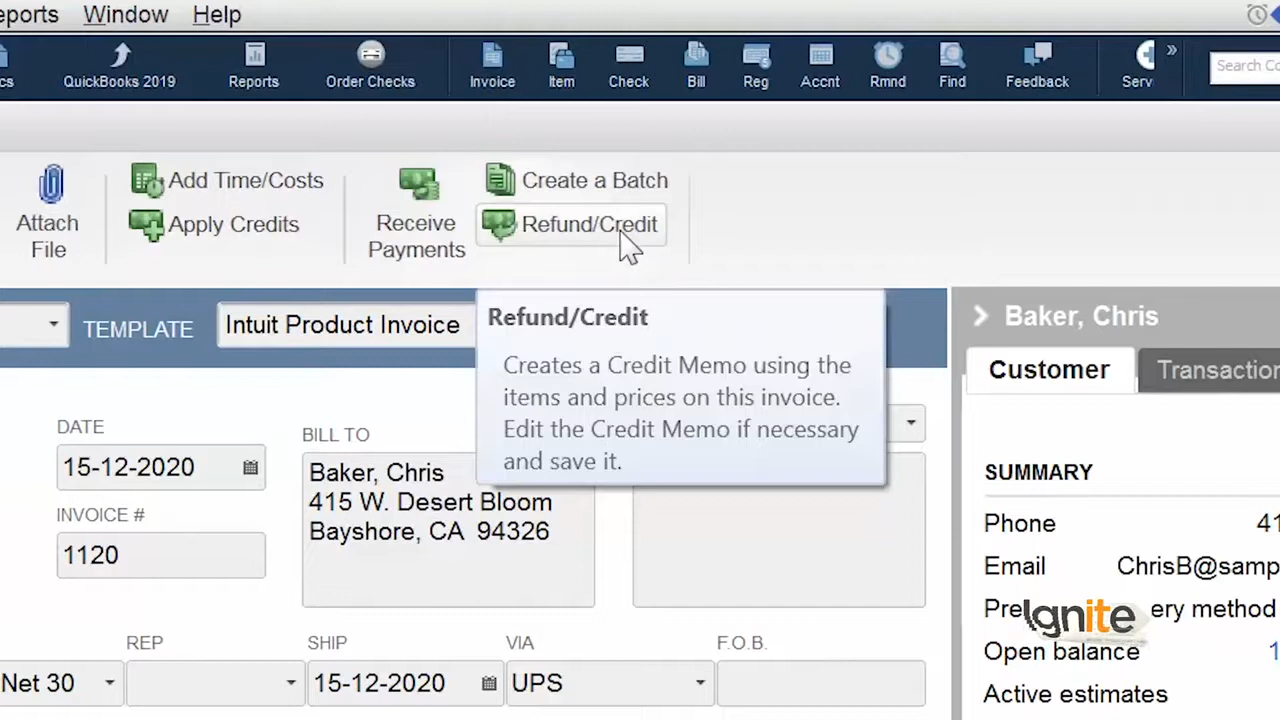 eports Window Help
cs QuickBooks 2019 Reports Order Checks Invoice Item Check Bill Reg Accnt Rmnd Find Feedback Serv » Search Co
Attach
File
Add Time/Costs
Apply Credits
Receive
Payments
Create a Batch
Refund/Credit
TEMPLATE Intuit Product Invoice
Refund/Credit
Creates a Credit Memo using the
items and prices on this invoice.
Edit the Credit Memo if necessary
and save it.
DATE
15-12-2020
INVOICE #
1120
BILL TO
Baker, Chris
415 W. Desert Bloom
Bayshore, CA 94326
REP SHIP VIA F.O.B.
Net 30 15-12-2020 UPS
Baker, Chris
Customer Transaction
SUMMARY
Phone 41
Email ChrisB@samp
Pre ery method
Ignite
Open balance 1
Active estimates